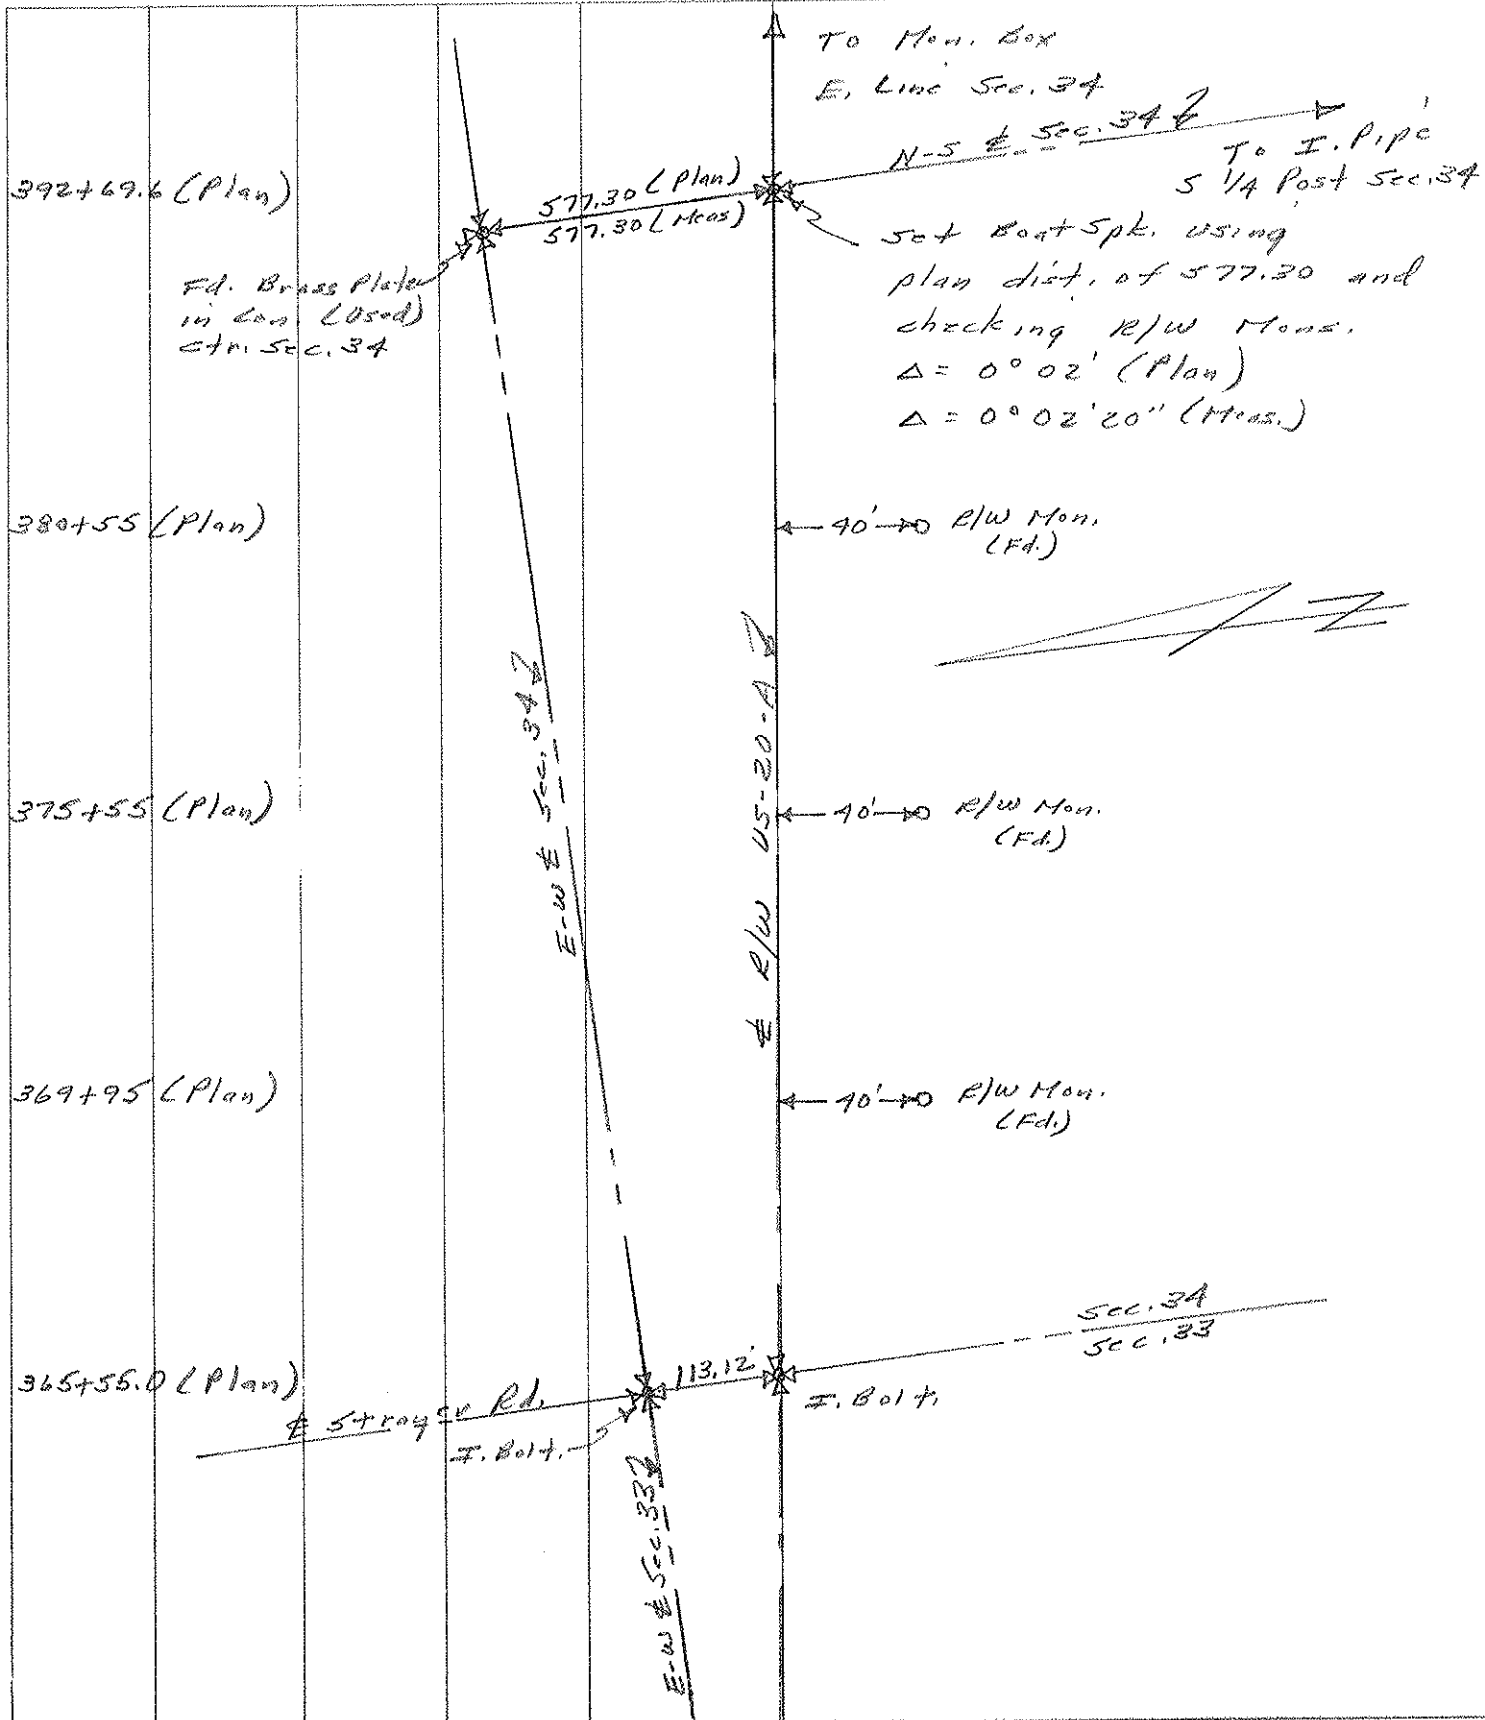 To Mon. Box
E. Line Sec. 34
N-S ℄ Sec. 34
To I. Pipe
S 1/4 Post Sec. 34
392+69.6 (Plan)
577.30 (Plan)
577.30 (Meas)
Fd. Brass Plate
in Con. (Used)
Ctr. Sec. 34
Set Boat Spk. using
plan dist. of 577.30 and
checking R/W Mons.
Δ = 0° 02' (Plan)
Δ = 0° 02' 20" (Meas.)
380+55 (Plan)
40'
R/W Mon.
(Fd.)
N
E-W ℄ Sec. 34
℄ R/W US-20-A
375+55 (Plan)
40'
R/W Mon.
(Fd.)
369+95 (Plan)
40'
R/W Mon.
(Fd.)
Sec. 34
Sec. 33
365+55.0 (Plan)
113.12'
℄ Strayer Rd.
I. Bolt.
I. Bolt.
E-W ℄ Sec. 33